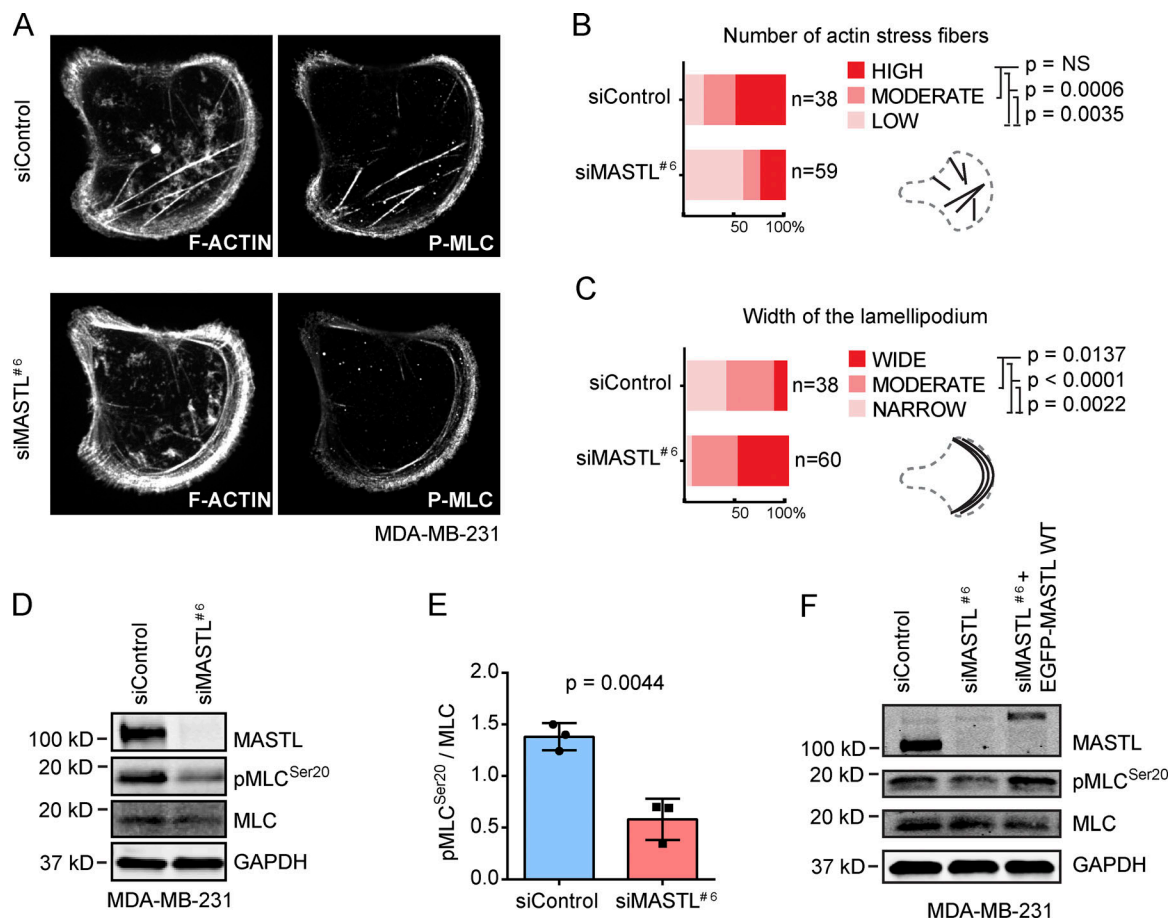 A
siControl
F-ACTIN
P-MLC
siMASTL#6
F-ACTIN
P-MLC
MDA-MB-231
B
Number of actin stress fibers
siControl
n=38
siMASTL#6
n=59
50
100%
HIGH
MODERATE
LOW
p = NS
p = 0.0006
p = 0.0035
C
Width of the lamellipodium
siControl
n=38
siMASTL#6
n=60
50
100%
WIDE
MODERATE
NARROW
p = 0.0137
p < 0.0001
p = 0.0022
D
siControl
siMASTL#6
100 kD
MASTL
20 kD
pMLCSer20
20 kD
MLC
37 kD
GAPDH
MDA-MB-231
E
p = 0.0044
pMLCSer20 / MLC
2.0
1.5
1.0
0.5
0.0
siControl
siMASTL#6
F
siControl
siMASTL#6
siMASTL#6+
EGFP-MASTL WT
100 kD
MASTL
20 kD
pMLCSer20
20 kD
MLC
37 kD
GAPDH
MDA-MB-231